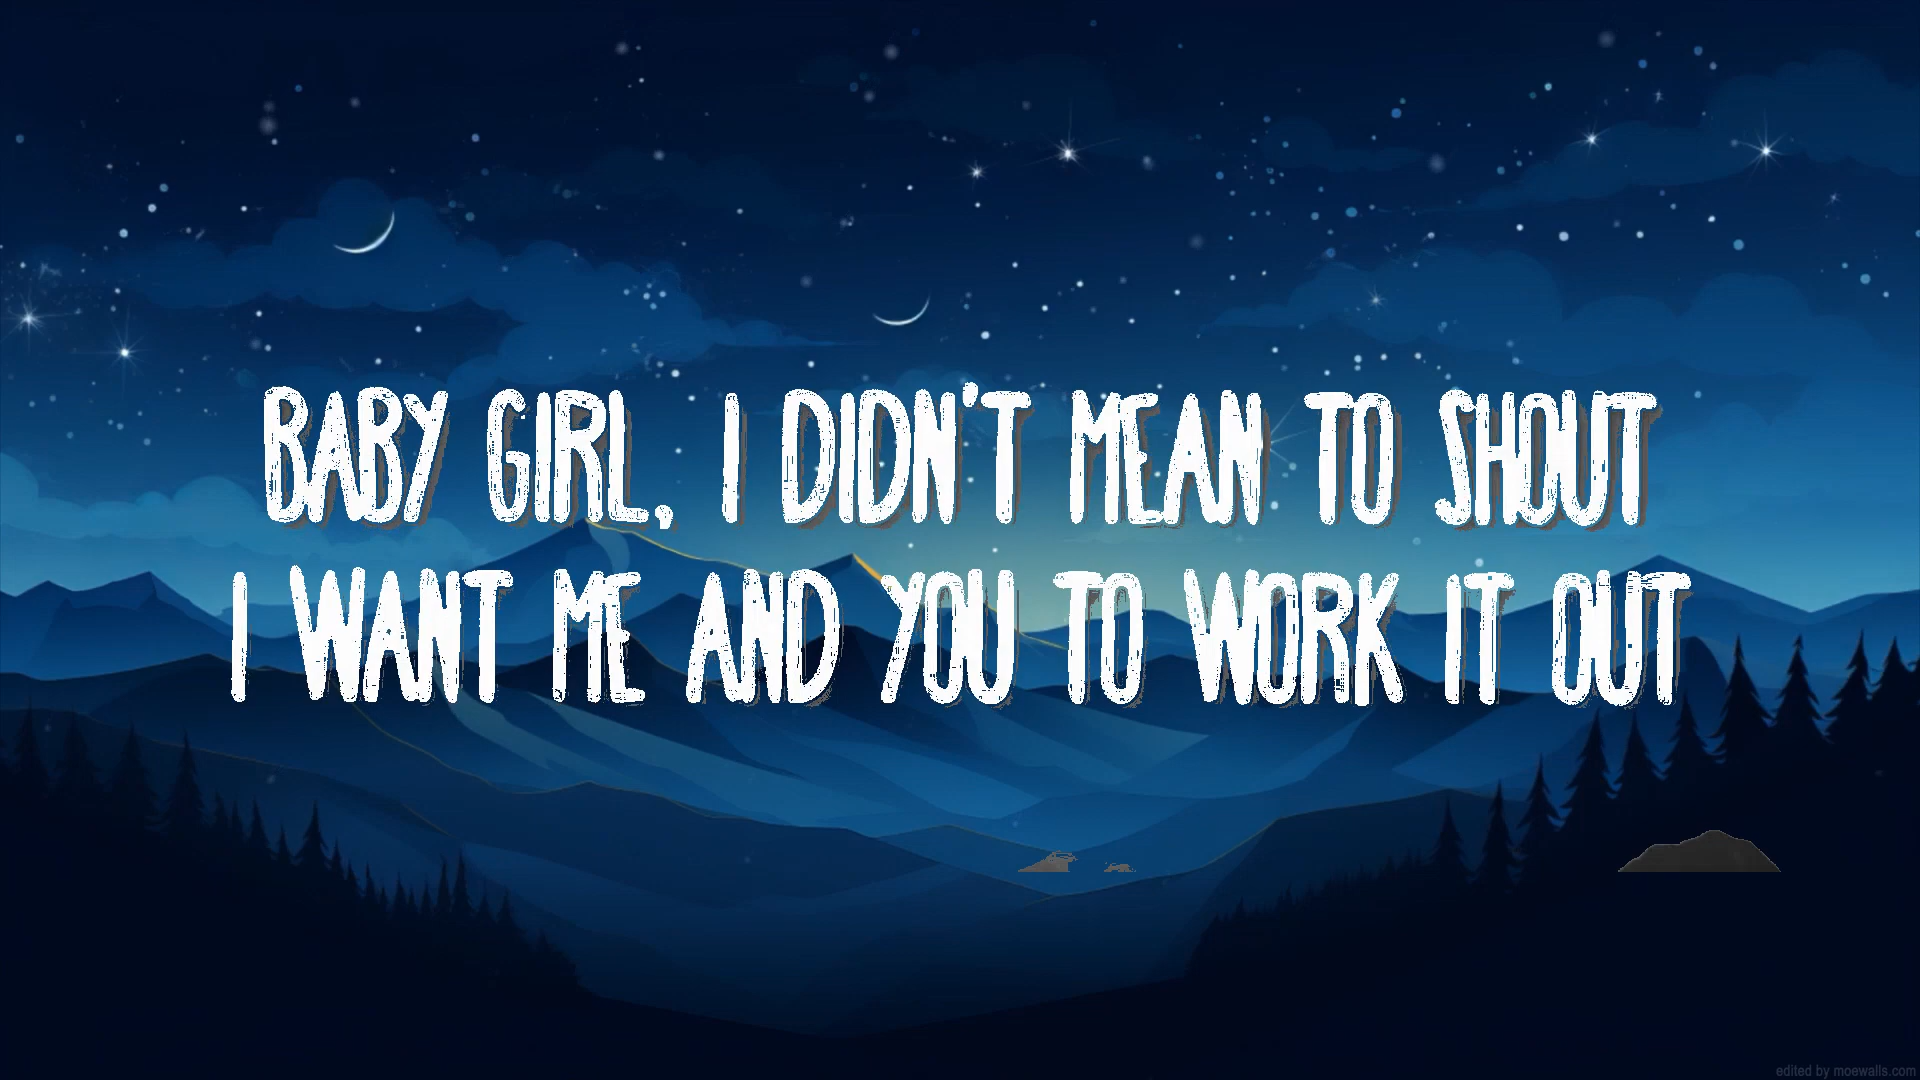 BABY GIRL, I DIDN'T MEAN TO SHOUT
I WANT ME AND YOU TO WORK IT OUT
edited by moewalls.com